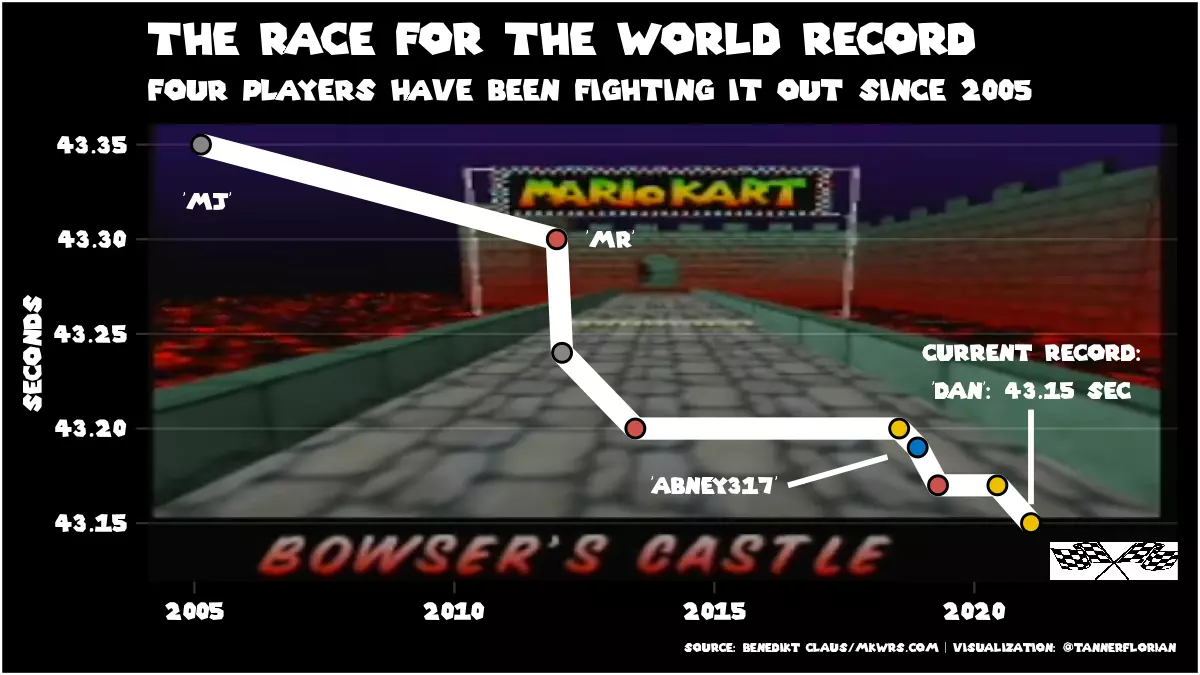 THE RACE FOR THE WORLD RECORD
FOUR PLAYERS HAVE BEEN FIGHTING IT OUT SINCE 2005
43.35
'MJ'
MARIO KART
43.30
'MR'
SECONDS
43.25
CURRENT RECORD:
'DAN': 43.15 SEC
43.20
'ABNEY317'
43.15
BOWSER'S CASTLE
2005 2010 2015 2020
SOURCE: BENEDIKT CLAUS/MKWRS.COM | VISUALIZATION: @TANNERFLORIAN